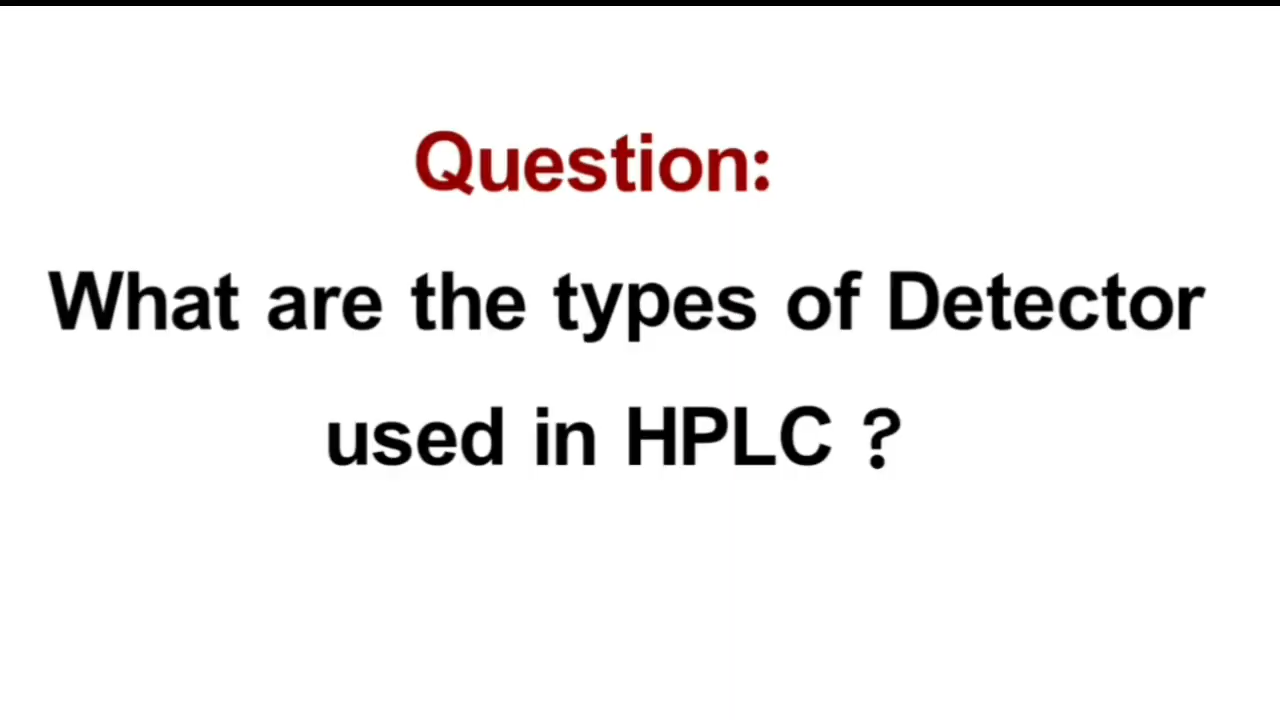 Question:
What are the types of Detector
used in HPLC ?